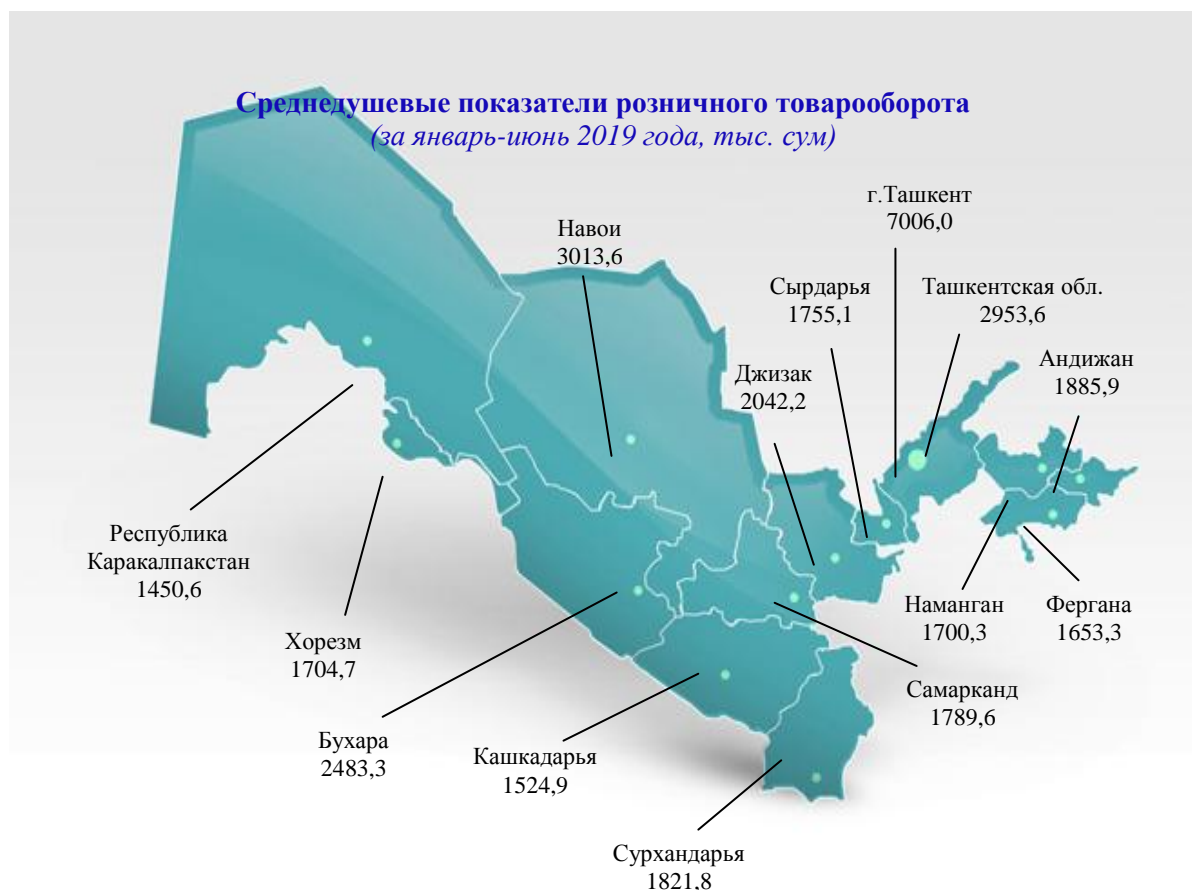 Среднедушевые показатели розничного товарооборота
(за январь-июнь 2019 года, тыс. сум)
г.Ташкент
7006,0
Навои
3013,6
Сырдарья
1755,1
Ташкентская обл.
2953,6
Джизак
2042,2
Андижан
1885,9
Республика
Каракалпакстан
1450,6
Наманган
1700,3
Фергана
1653,3
Хорезм
1704,7
Самарканд
1789,6
Бухара
2483,3
Кашкадарья
1524,9
Сурхандарья
1821,8